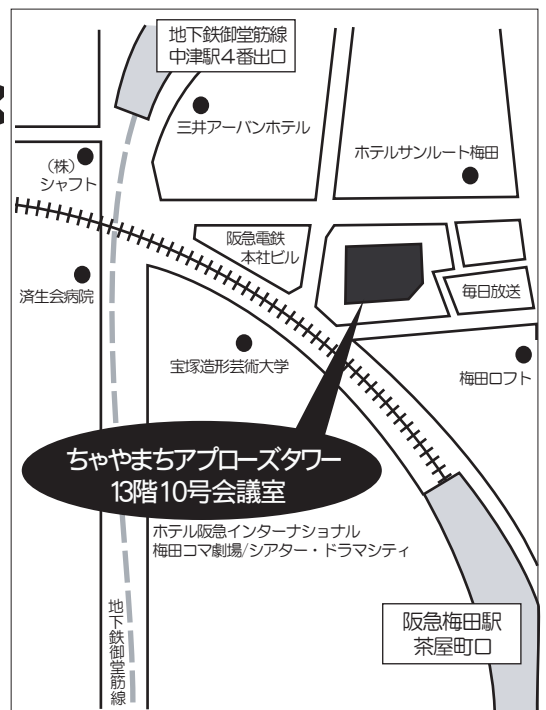 地下鉄御堂筋線
中津駅4番出口
三井アーバンホテル
ホテルサンルート梅田
(株)
シャフト
阪急電鉄
本社ビル
済生会病院
毎日放送
宝塚造形芸術大学
梅田ロフト
ちゃやまちアプローズタワー
13階10号会議室
ホテル阪急インターナショナル
梅田コマ劇場/シアター・ドラマシティ
地下鉄御堂筋線
阪急梅田駅
茶屋町口